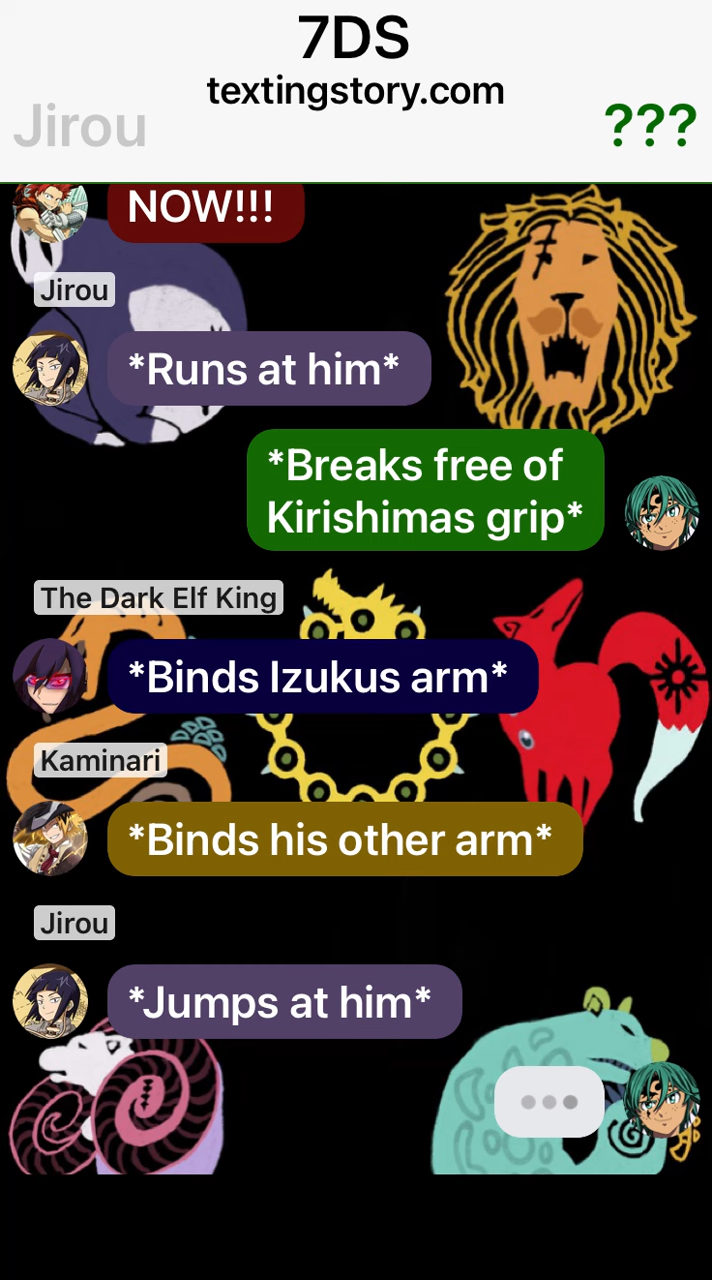 7DS
textingstory.com
Jirou
???
NOW!!!
Jirou
*Runs at him*
*Breaks free of
Kirishimas grip*
The Dark Elf King
*Binds Izukus arm*
Kaminari
*Binds his other arm*
Jirou
*Jumps at him*